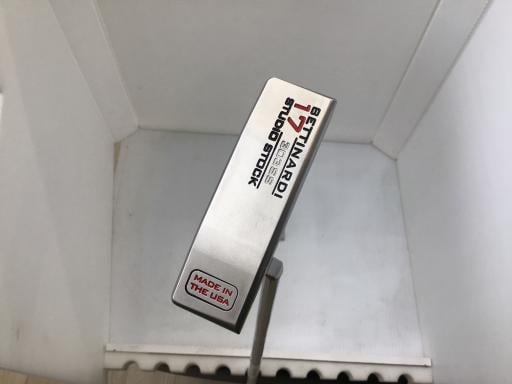 BETTINARDI
17
STUDIO STOCK
MADE IN
THE USA